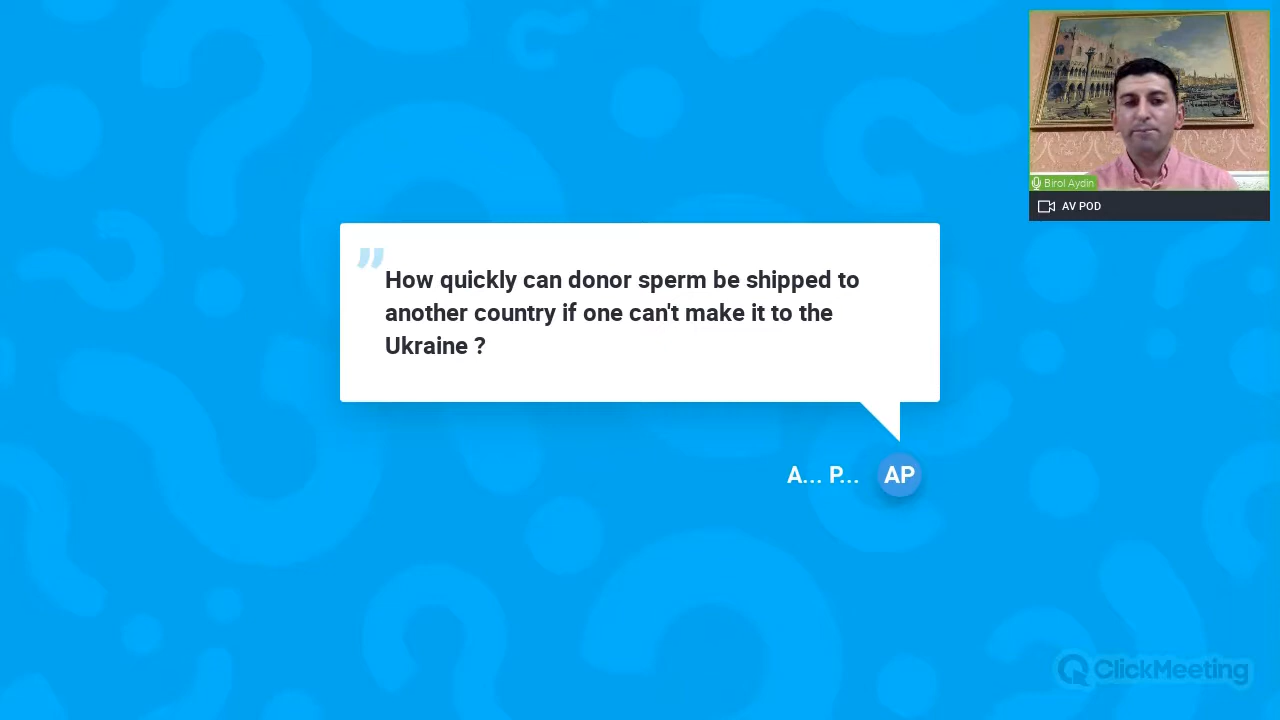 Birol Aydin
AV POD
"
How quickly can donor sperm be shipped to
another country if one can't make it to the
Ukraine ?
A... P... AP
ClickMeeting